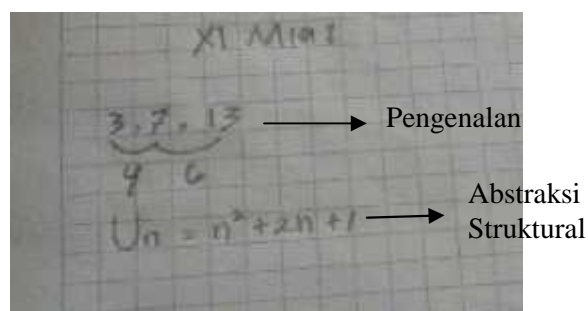 XI Mia 1
3, 7, 13 Pengenalan
4 6
Abstraksi
Un = n² + 2n + 1 Struktural